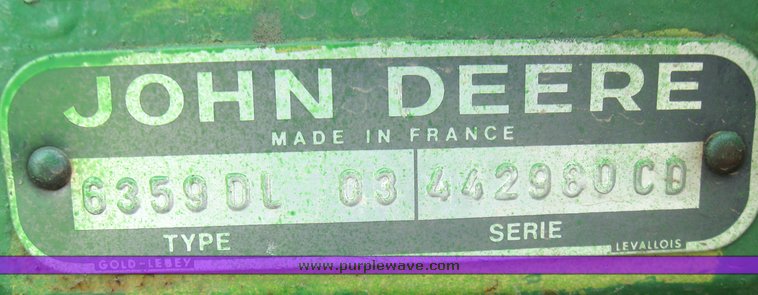 JOHN DEERE
MADE IN FRANCE
6359DL 03 442980CD
TYPE SERIE
GOLD-LEBEY LEVALLOIS
www.purplewave.com